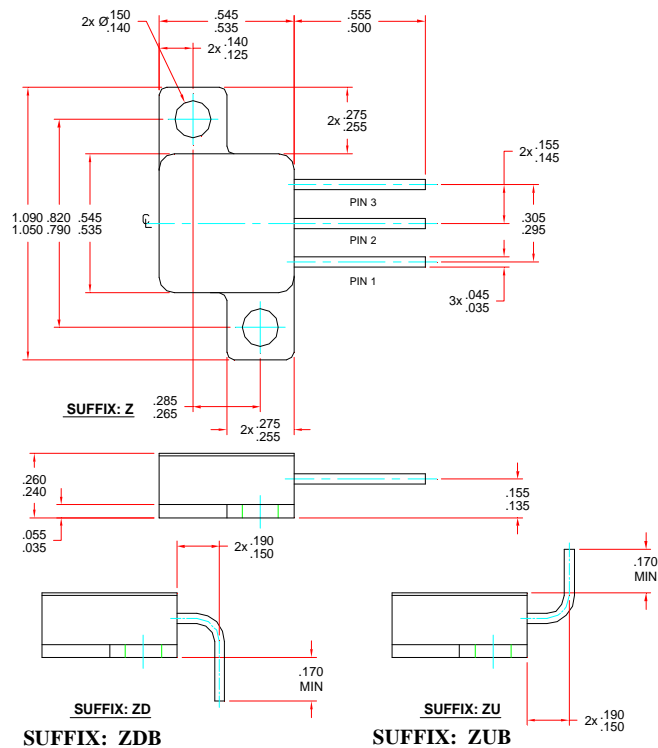 2x Ø .150
.140
.545
.535
.555
.500
2x .140
.125
2x .275
.255
2x .155
.145
1.090
1.050
.820
.790
.545
.535
℄
PIN 3
PIN 2
PIN 1
.305
.295
3x .045
.035
SUFFIX: Z
.285
.265
2x .275
.255
.260
.240
.055
.035
.155
.135
2x .190
.150
.170
MIN
.170
MIN
2x .190
.150
SUFFIX: ZD
SUFFIX: ZU
SUFFIX: ZDB
SUFFIX: ZUB